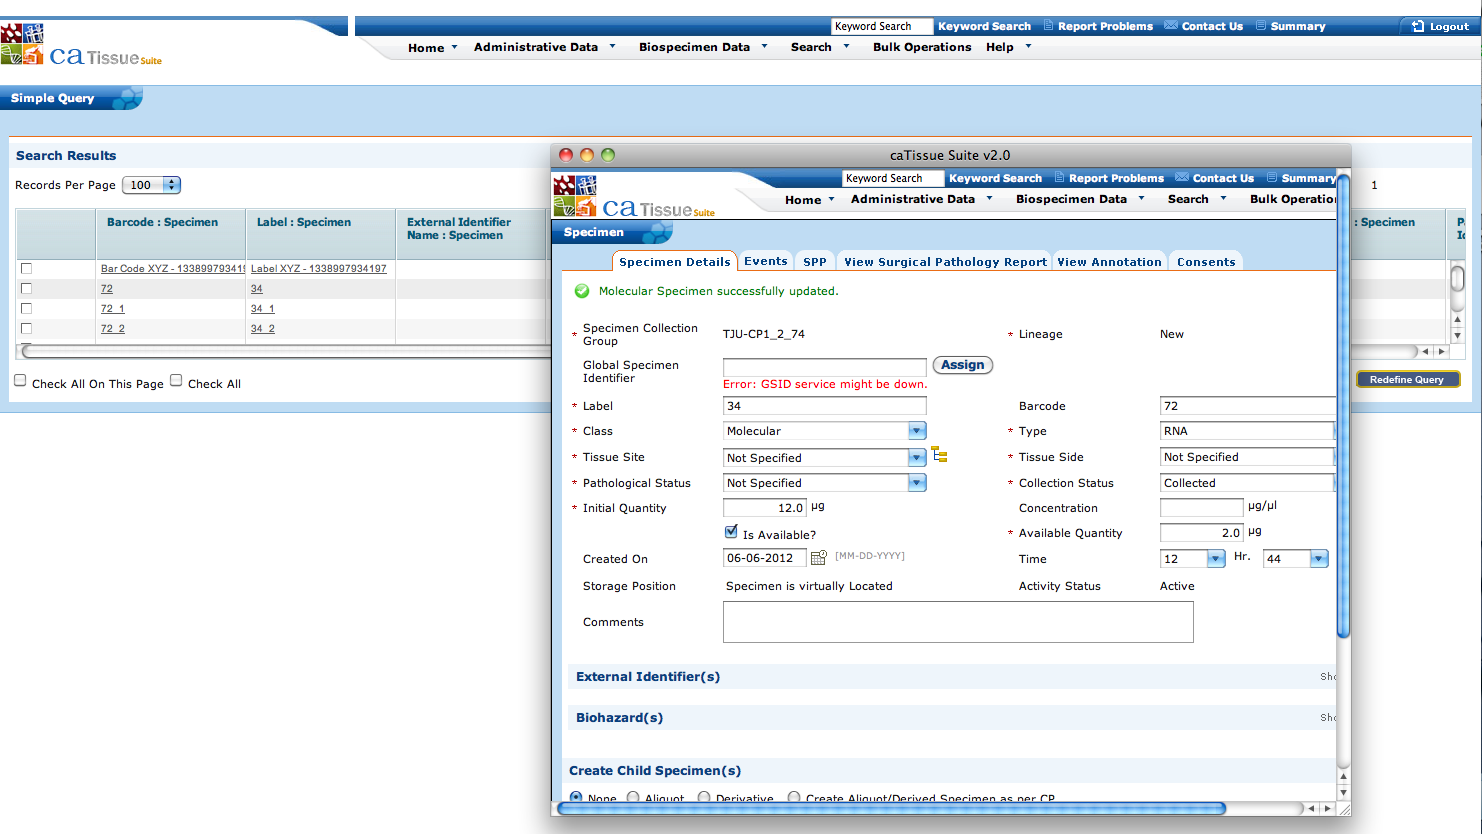 Keyword Search Keyword Search Report Problems Contact Us Summary Logout
Home Administrative Data Biospecimen Data Search Bulk Operations Help
ca Tissue Suite
Simple Query
Search Results
Records Per Page 100
1
Barcode : Specimen Label : Specimen External Identifier Name : Specimen
: Specimen
Bar Code XYZ - 133899793419 Label XYZ - 1338997934197
72 34
72_1 34_1
72_2 34_2
Check All On This Page Check All
Redefine Query
caTissue Suite v2.0
Keyword Search Keyword Search Report Problems Contact Us Summary
Home Administrative Data Biospecimen Data Search Bulk Operation
ca Tissue Suite
Specimen
Specimen Details Events SPP View Surgical Pathology Report View Annotation Consents
Molecular Specimen successfully updated.
* Specimen Collection Group TJU-CP1_2_74 * Lineage New
Global Specimen Identifier Assign
Error: GSID service might be down.
* Label 34 Barcode 72
* Class Molecular * Type RNA
* Tissue Site Not Specified * Tissue Side Not Specified
* Pathological Status Not Specified * Collection Status Collected
* Initial Quantity 12.0 µg Concentration µg/µl
Is Available? * Available Quantity 2.0 µg
Created On 06-06-2012 [MM-DD-YYYY] Time 12 Hr. 44
Storage Position Specimen is virtually Located Activity Status Active
Comments
External Identifier(s) Sho
Biohazard(s) Sho
Create Child Specimen(s)
None Aliquot Derivative Create Aliquot/Derived Specimen as per CP